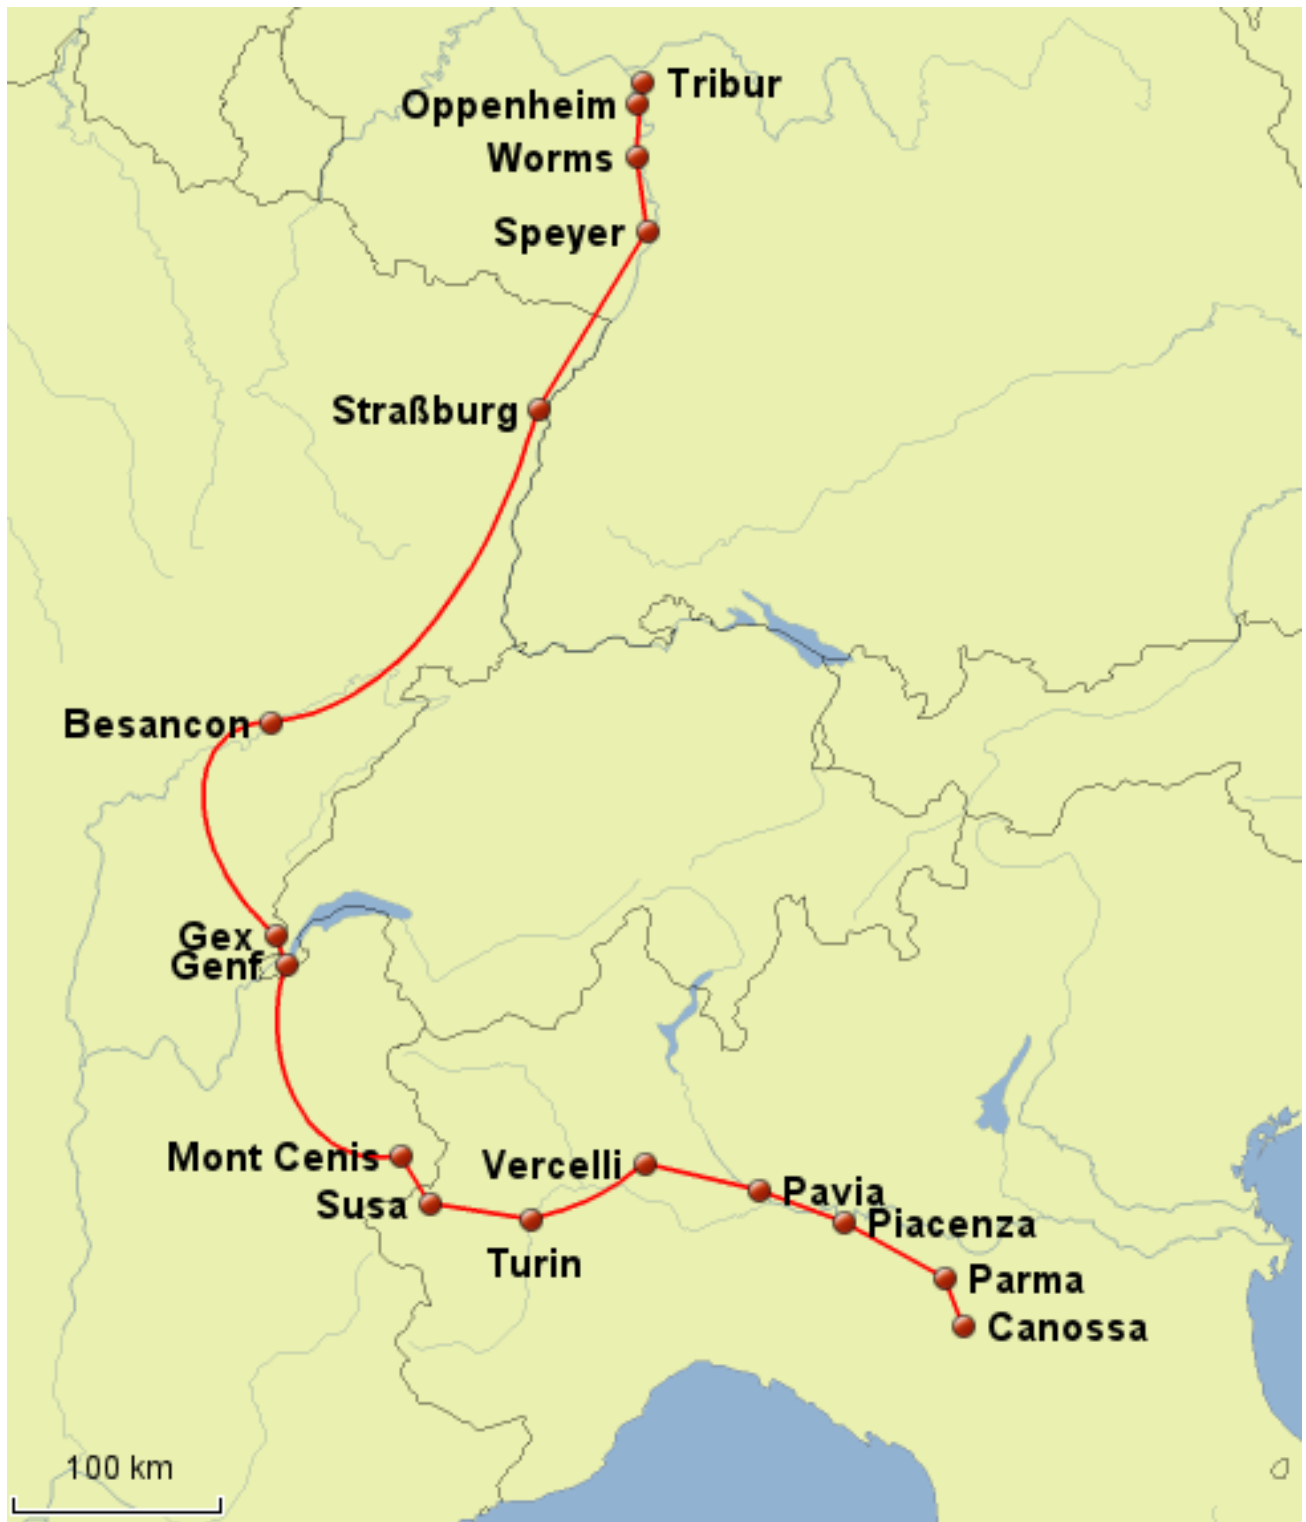 Tribur
Oppenheim
Worms
Speyer
Straßburg
Besancon
Gex
Genf
Mont Cenis
Vercelli
Susa
Pavia
Piacenza
Turin
Parma
Canossa
100 km